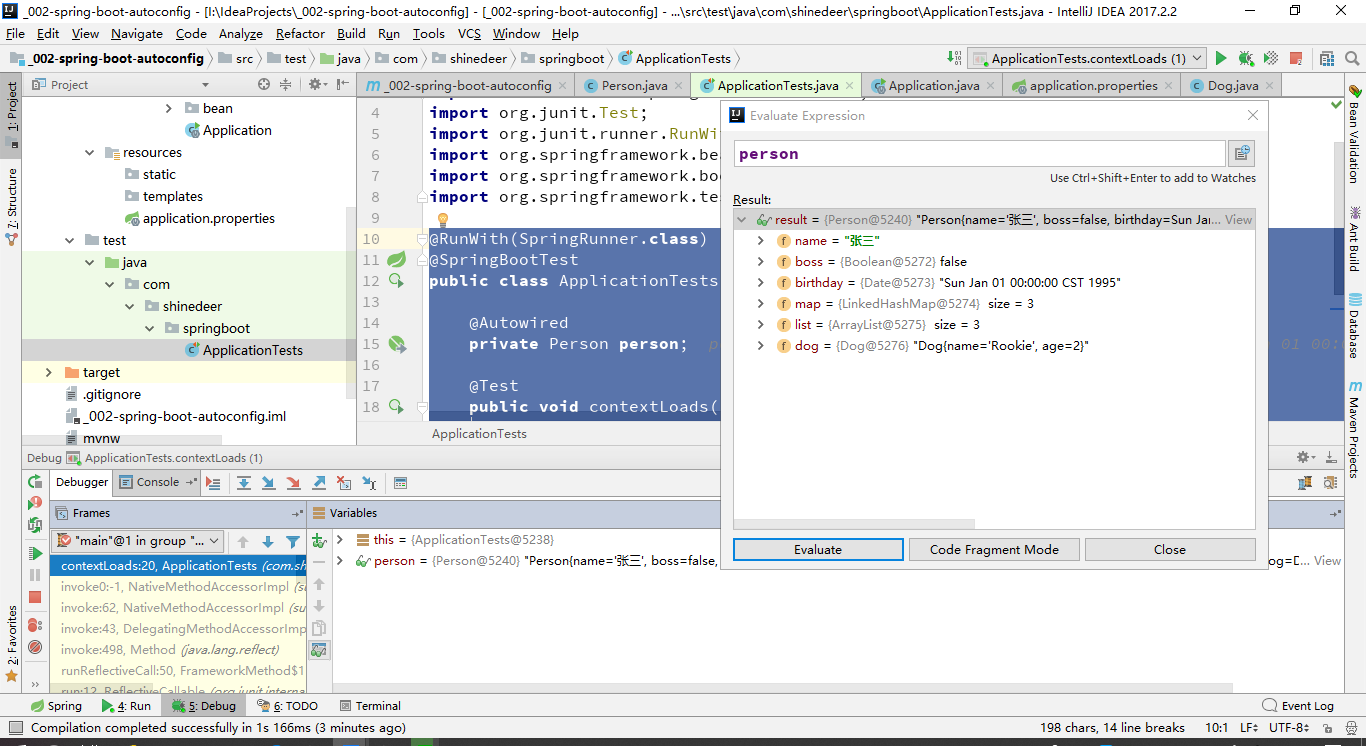 _002-spring-boot-autoconfig - [I:\IdeaProjects\_002-spring-boot-autoconfig] - [_002-spring-boot-autoconfig] - ...\src\test\java\com\shinedeer\springboot\ApplicationTests.java - IntelliJ IDEA 2017.2.2
File Edit View Navigate Code Analyze Refactor Build Run Tools VCS Window Help
_002-spring-boot-autoconfig src test java com shinedeer springboot ApplicationTests
ApplicationTests.contextLoads (1)
Project
_002-spring-boot-autoconfig Person.java ApplicationTests.java Application.java application.properties Dog.java
1: Project
7: Structure
2: Favorites
bean
Application
resources
static
templates
application.properties
test
java
com
shinedeer
springboot
ApplicationTests
target
.gitignore
_002-spring-boot-autoconfig.iml
mvnw
4 import org.junit.Test;
5 import org.junit.runner.RunWi
6 import org.springframework.bea
7 import org.springframework.boo
8 import org.springframework.te
9
10 @RunWith(SpringRunner.class)
11 @SpringBootTest
12 public class ApplicationTests
13
14 @Autowired
15 private Person person;
16
17 @Test
18 public void contextLoads(
ApplicationTests
Evaluate Expression
person
Use Ctrl+Shift+Enter to add to Watches
Result:
result = {Person@5240} "Person{name='张三', boss=false, birthday=Sun Jan... View
name = "张三"
boss = {Boolean@5272} false
birthday = {Date@5273} "Sun Jan 01 00:00:00 CST 1995"
map = {LinkedHashMap@5274} size = 3
list = {ArrayList@5275} size = 3
dog = {Dog@5276} "Dog{name='Rookie', age=2}"
Evaluate Code Fragment Mode Close
Bean Validation
Ant Build
Database
Maven Projects
Debug ApplicationTests.contextLoads (1)
Debugger Console
Frames
"main"@1 in group "...
contextLoads:20, ApplicationTests (com.sh
invoke0:-1, NativeMethodAccessorImpl (su
invoke:62, NativeMethodAccessorImpl (su
invoke:43, DelegatingMethodAccessorImp
invoke:498, Method (java.lang.reflect)
runReflectiveCall:50, FrameworkMethod$1
run:12, ReflectiveCallable (org.junit.interna
Variables
this = {ApplicationTests@5238}
person = {Person@5240} "Person{name='张三', boss=false, og=D... View
Spring 4: Run 5: Debug 6: TODO Terminal Event Log
Compilation completed successfully in 1s 166ms (3 minutes ago)
198 chars, 14 line breaks 10:1 LF UTF-8